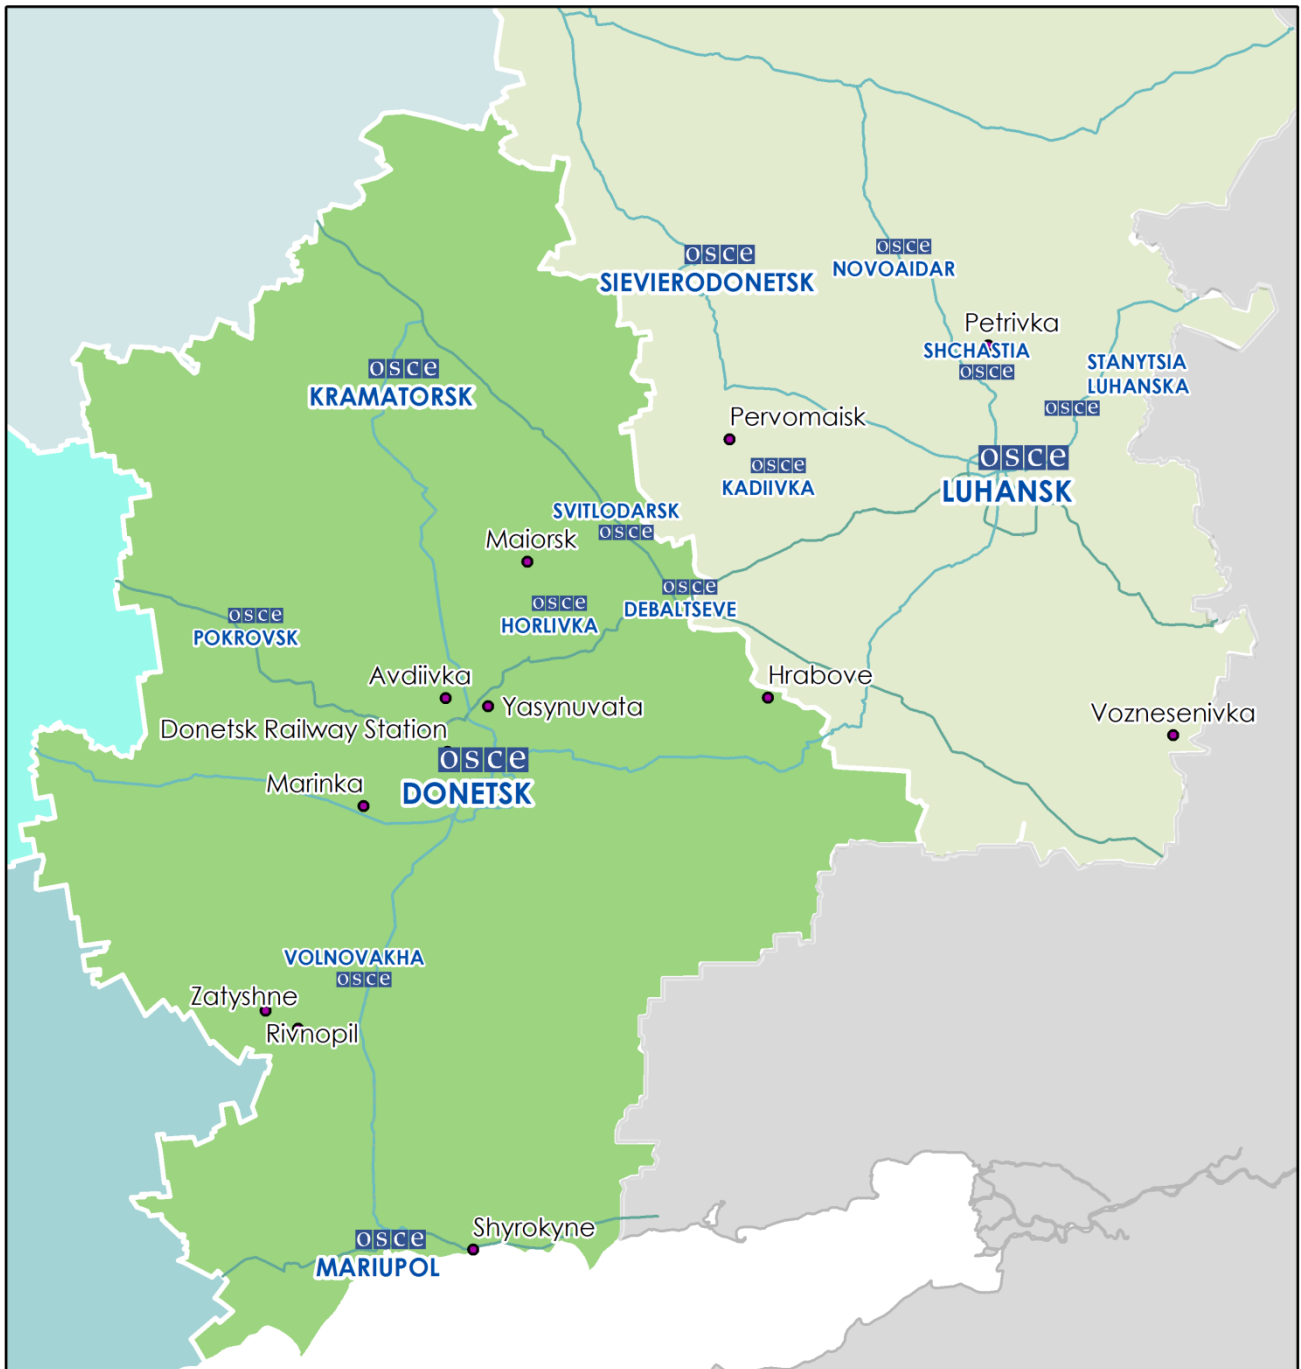 osce
SIEVIERODONETSK
osce
NOVOAIDAR
Petrivka
SHCHASTIA
osce
STANYTSIA
LUHANSKA
osce
osce
KRAMATORSK
Pervomaisk
osce
KADIIVKA
osce
LUHANSK
SVITLODARSK
osce
Maiorsk
osce
DEBALTSEVE
osce
HORLIVKA
osce
POKROVSK
Avdiivka
Yasynuvata
Hrabove
Voznesenivka
Donetsk Railway Station
osce
DONETSK
Marinka
VOLNOVAKHA
osce
Zatyshne
Rivnopil
Shyrokyne
osce
MARIUPOL